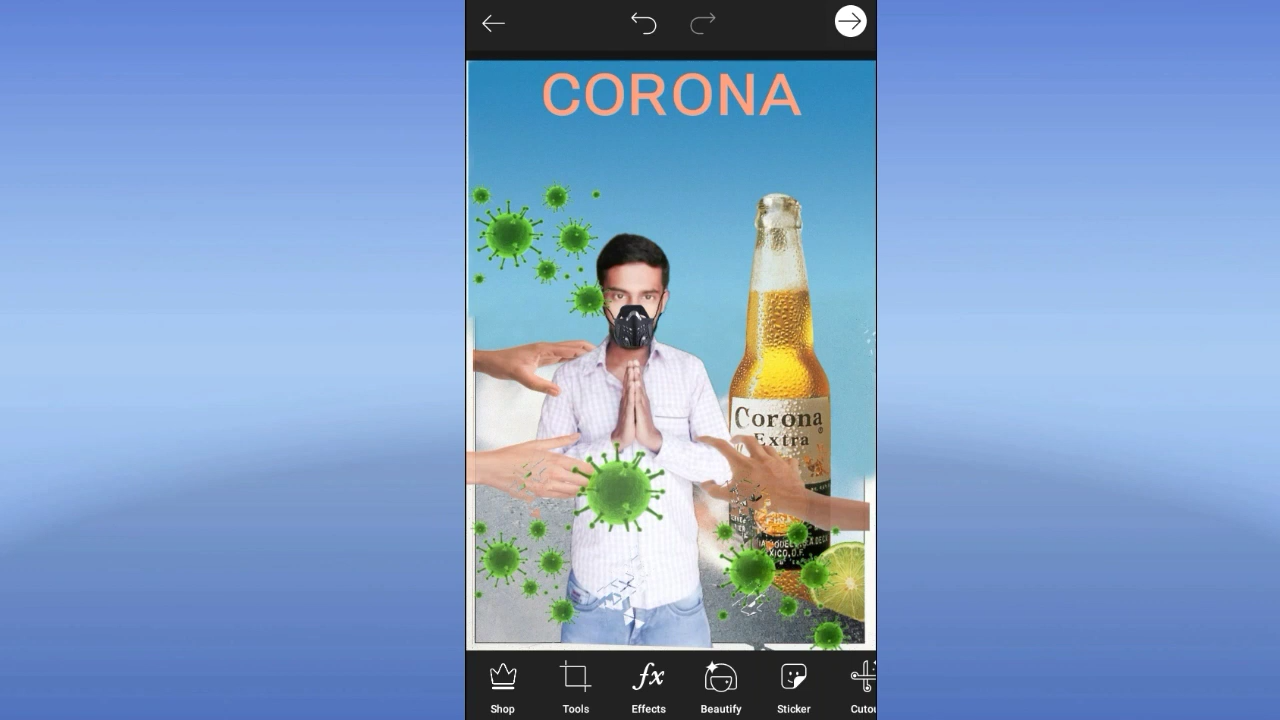 CORONA
Corona
Extra
Shop
Tools
Effects
Beautify
Sticker